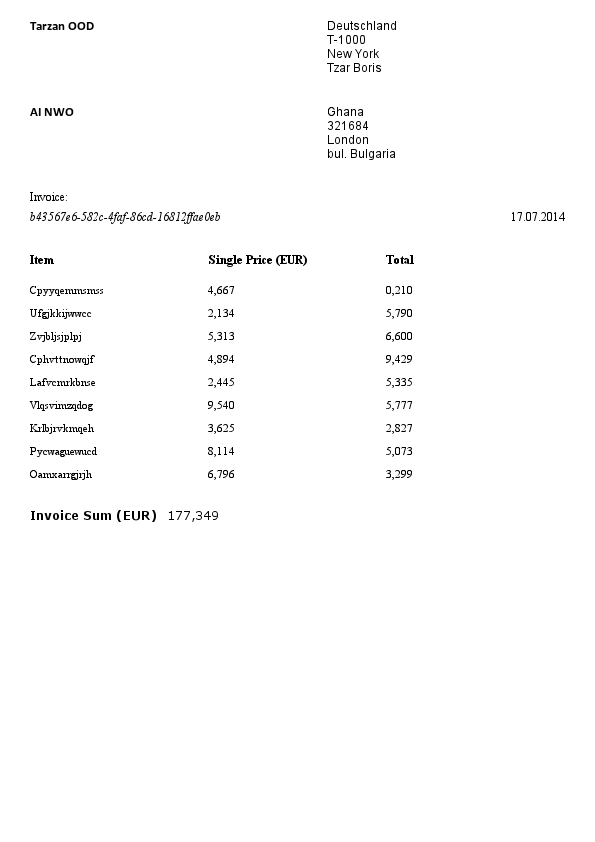 Tarzan OOD
Deutschland
T-1000
New York
Tzar Boris
AI NWO
Ghana
321684
London
bul. Bulgaria
Invoice:
b43567e6-582c-4faf-86cd-16812ffae0eb 17.07.2014
Item Single Price (EUR) Total
Cpyyqemmsmss 4,667 0,210
Ufgjkkijwwcc 2,134 5,790
Zvjbljsjplpj 5,313 6,600
Cphvttnowqjf 4,894 9,429
Lafvcmrkbnse 2,445 5,335
Vlqsvimzqdog 9,540 5,777
Krlbjrvkmqeh 3,625 2,827
Pycwaguewucd 8,114 5,073
Oamxarrgjrjh 6,796 3,299
Invoice Sum (EUR) 177,349